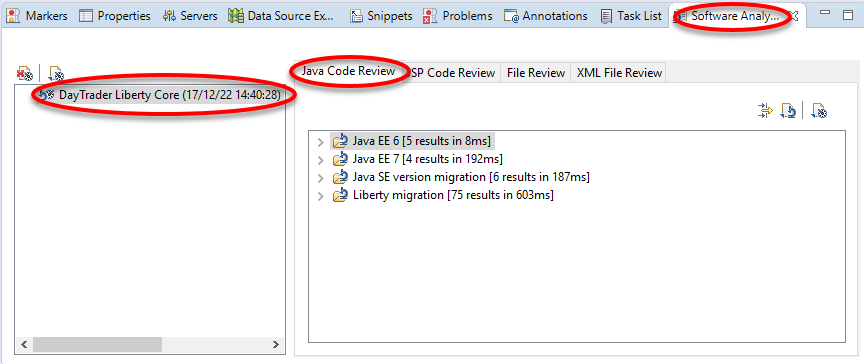 Markers Properties Servers Data Source Ex... Snippets Problems Annotations Task List Software Analy...
Java Code Review SP Code Review File Review XML File Review
DayTrader Liberty Core (17/12/22 14:40:28)
Java EE 6 [5 results in 8ms]
Java EE 7 [4 results in 192ms]
Java SE version migration [6 results in 187ms]
Liberty migration [75 results in 603ms]